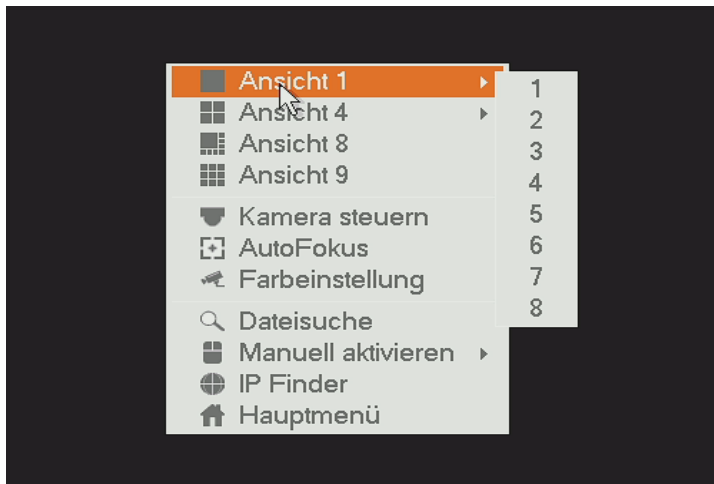 Ansicht 1
Ansicht 4
Ansicht 8
Ansicht 9
Kamera steuern
AutoFokus
Farbeinstellung
Dateisuche
Manuell aktivieren
IP Finder
Hauptmenü
1
2
3
4
5
6
7
8